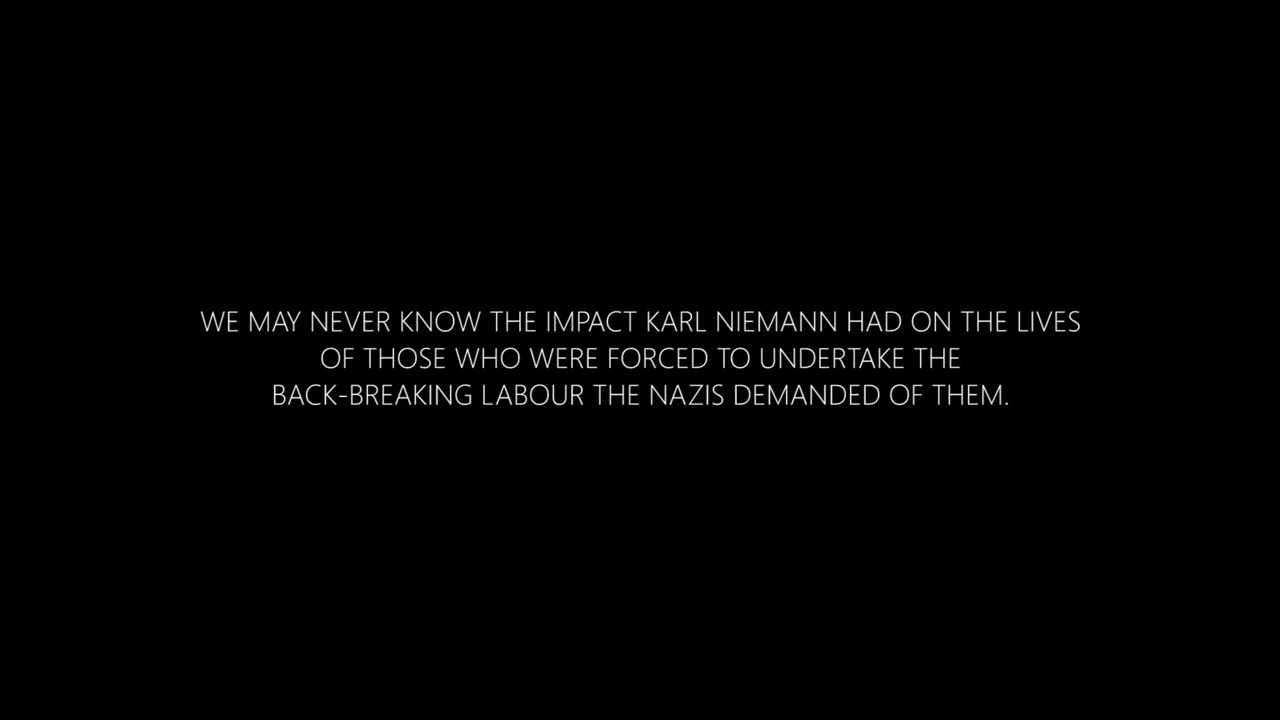 WE MAY NEVER KNOW THE IMPACT KARL NIEMANN HAD ON THE LIVES
OF THOSE WHO WERE FORCED TO UNDERTAKE THE
BACK-BREAKING LABOUR THE NAZIS DEMANDED OF THEM.